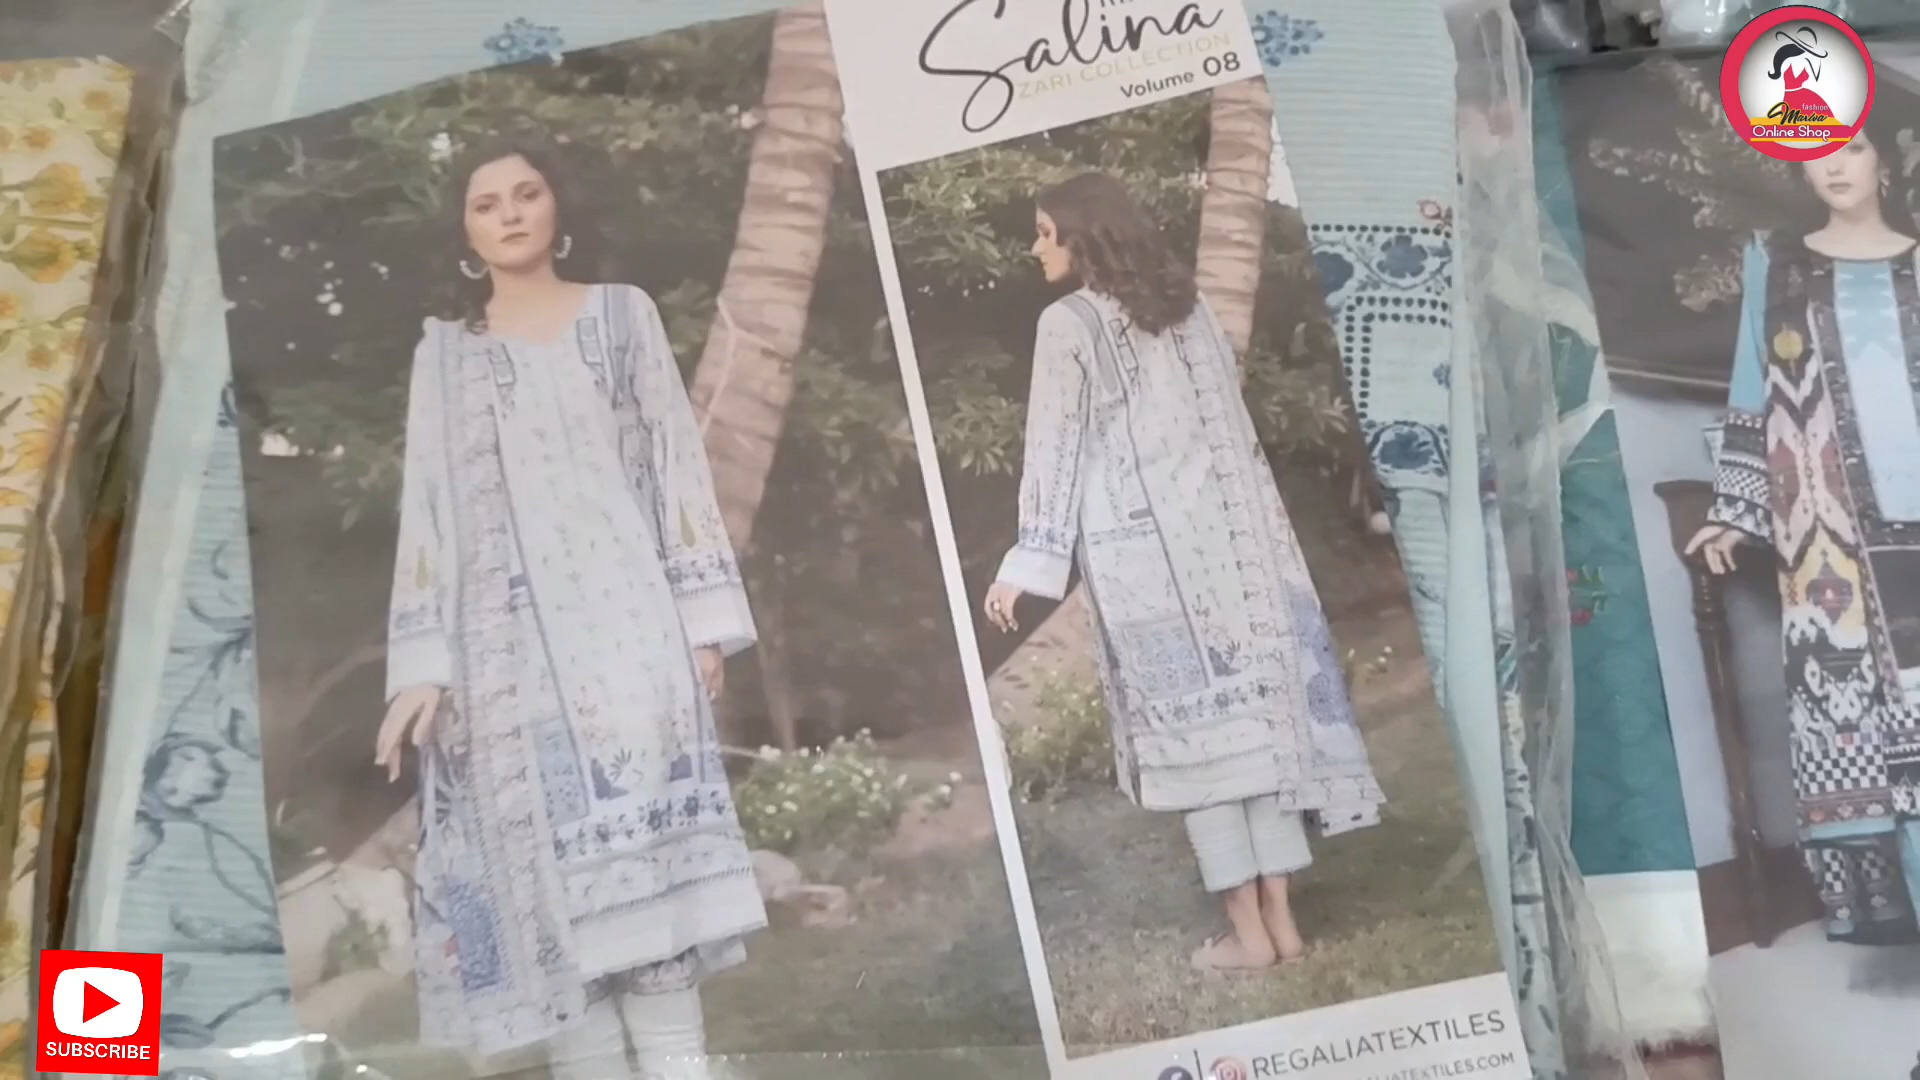 Salina
ZARI COLLECTION
Volume 08
fashion
Marwa
Online Shop
REGALIATEXTILES
SUBSCRIBE